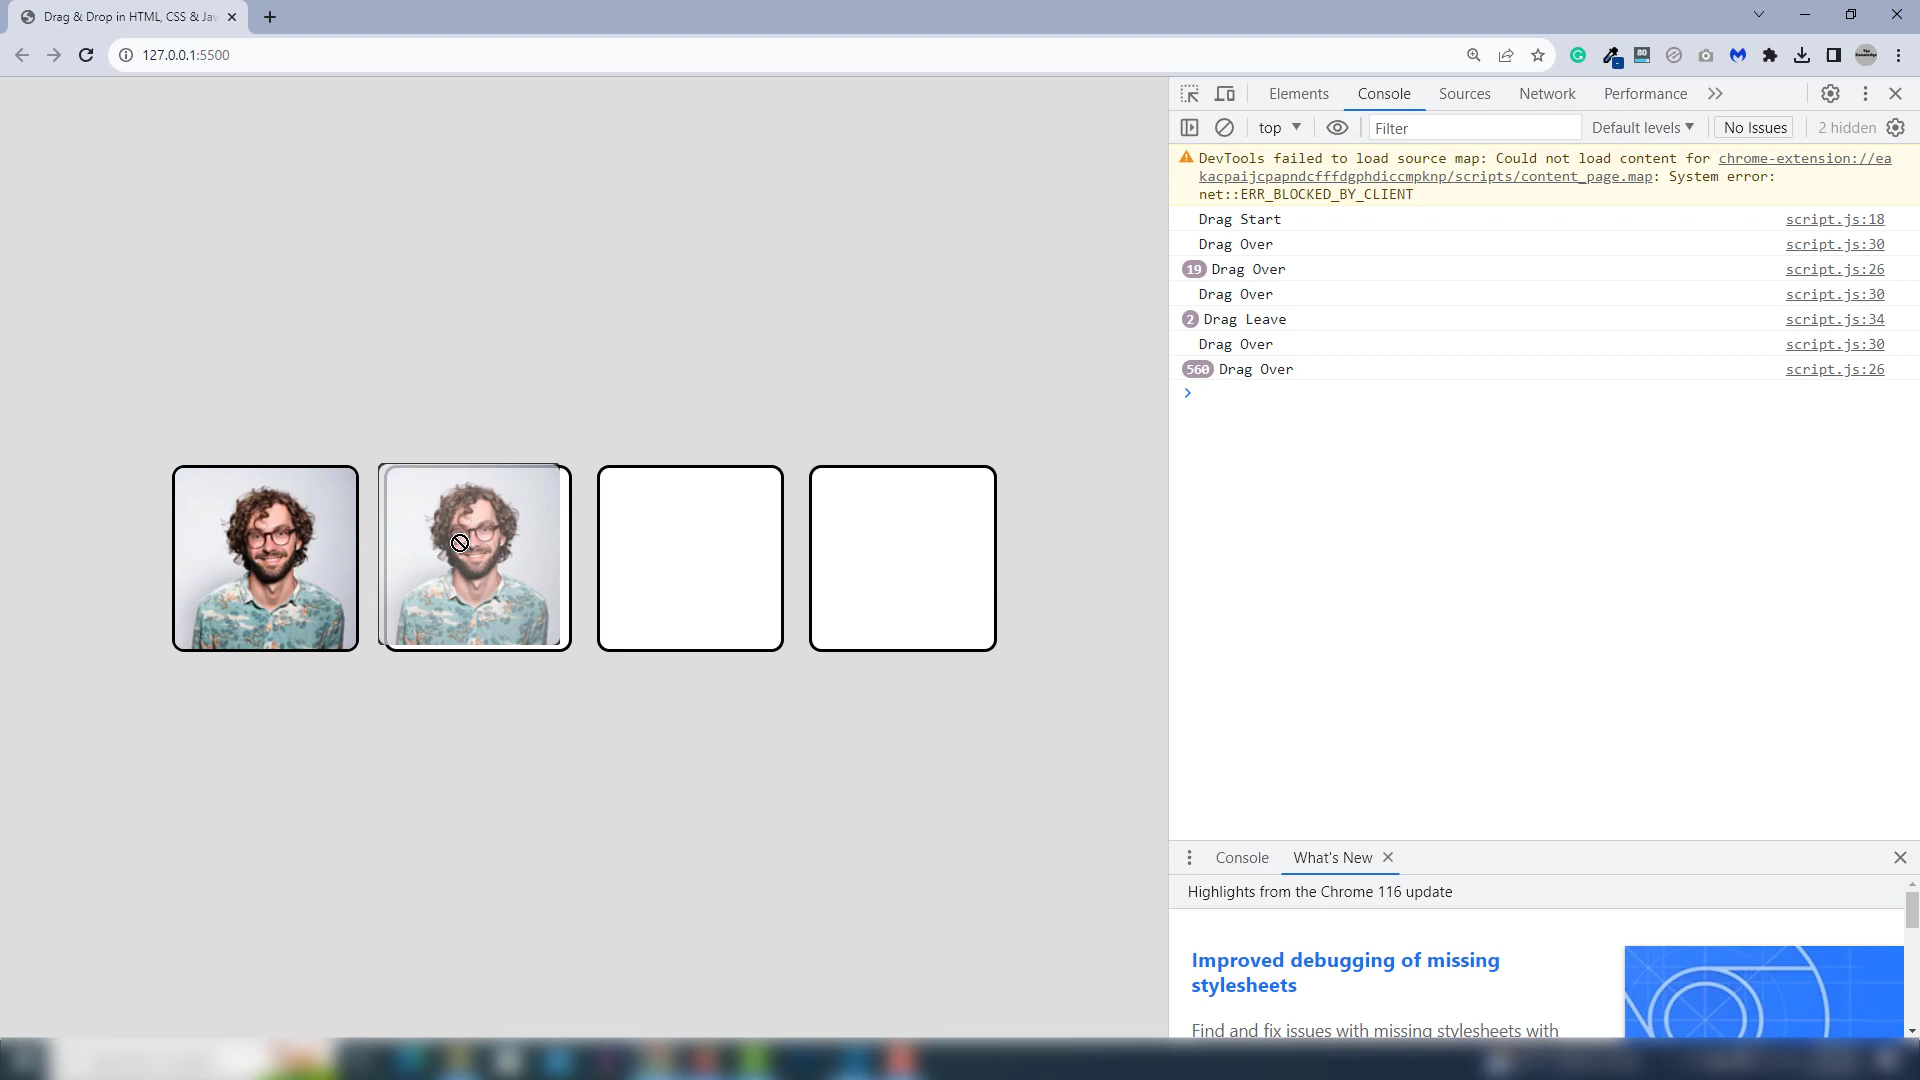 Drag & Drop in HTML, CSS & Jav
127.0.0.1:5500
80
Elements
Console
Sources
Network
Performance
top
Filter
Default levels
No Issues
2 hidden
DevTools failed to load source map: Could not load content for chrome-extension://ea
kacpaijcpapndcfffdgphdiccmpknp/scripts/content_page.map: System error:
net::ERR_BLOCKED_BY_CLIENT
Drag Start script.js:18
Drag Over script.js:30
19 Drag Over script.js:26
Drag Over script.js:30
2 Drag Leave script.js:34
Drag Over script.js:30
560 Drag Over script.js:26
Console
What's New
Highlights from the Chrome 116 update
Improved debugging of missing
stylesheets
Find and fix issues with missing stylesheets with